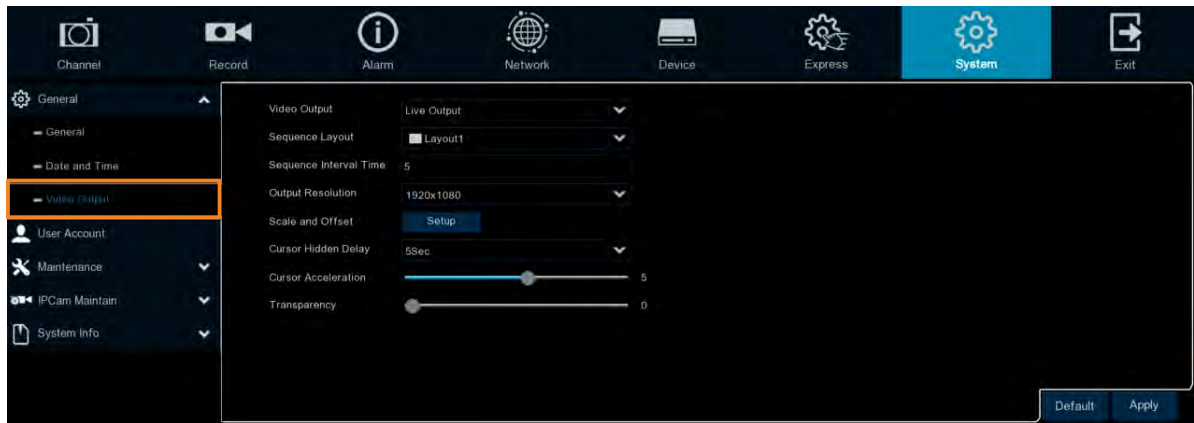 Channel Record Alarm Network Device Express System Exit
General
General
Date and Time
Video Output
User Account
Maintenance
IPCam Maintain
System Info
Video Output Live Output
Sequence Layout Layout1
Sequence Interval Time 5
Output Resolution 1920x1080
Scale and Offset Setup
Cursor Hidden Delay 5Sec.
Cursor Acceleration 5
Transparency 0
Default Apply